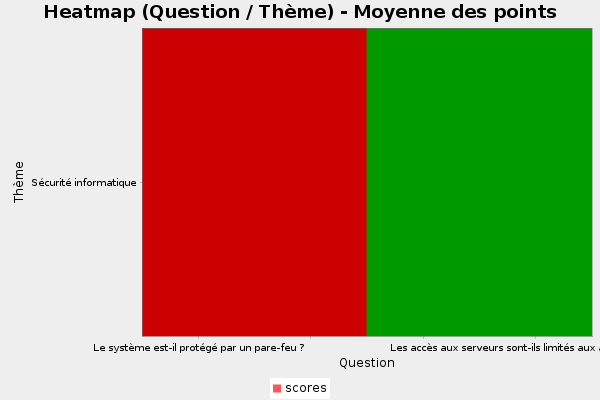 Heatmap (Question / Thème) - Moyenne des points
Thème
Sécurité informatique
Le système est-il protégé par un pare-feu ?
Les accès aux serveurs sont-ils limités aux
Question
scores